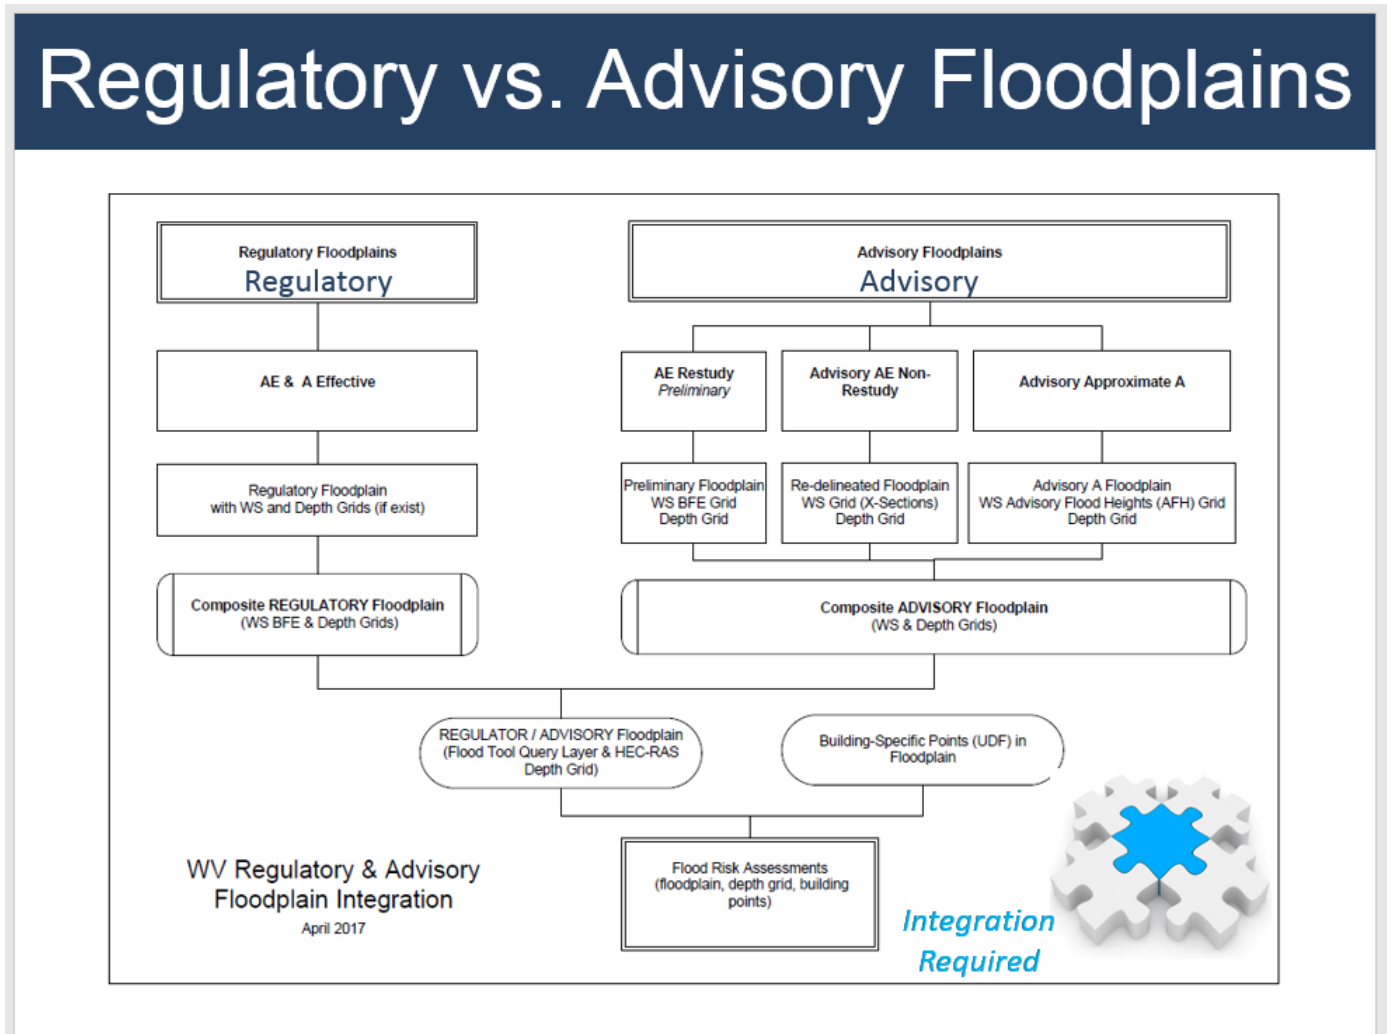 Regulatory vs. Advisory Floodplains
Regulatory Floodplains
Regulatory
Advisory Floodplains
Advisory
AE & A Effective
AE Restudy
Preliminary
Advisory AE Non-
Restudy
Advisory Approximate A
Regulatory Floodplain
with WS and Depth Grids (if exist)
Preliminary Floodplain
WS BFE Grid
Depth Grid
Re-delineated Floodplain
WS Grid (X-Sections)
Depth Grid
Advisory A Floodplain
WS Advisory Flood Heights (AFH) Grid
Depth Grid
Composite REGULATORY Floodplain
(WS BFE & Depth Grids)
Composite ADVISORY Floodplain
(WS & Depth Grids)
REGULATOR / ADVISORY Floodplain
(Flood Tool Query Layer & HEC-RAS
Depth Grid)
Building-Specific Points (UDF) in
Floodplain
WV Regulatory & Advisory
Floodplain Integration
April 2017
Flood Risk Assessments
(floodplain, depth grid, building
points)
Integration
Required